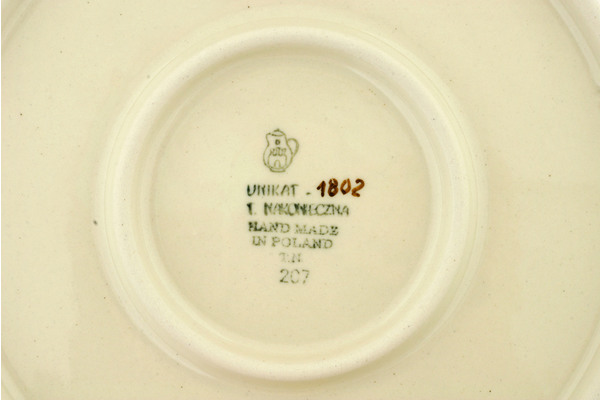 UNIKAT - 1802
T. NAKONIECZNA
HAND MADE
IN POLAND
T.N
207